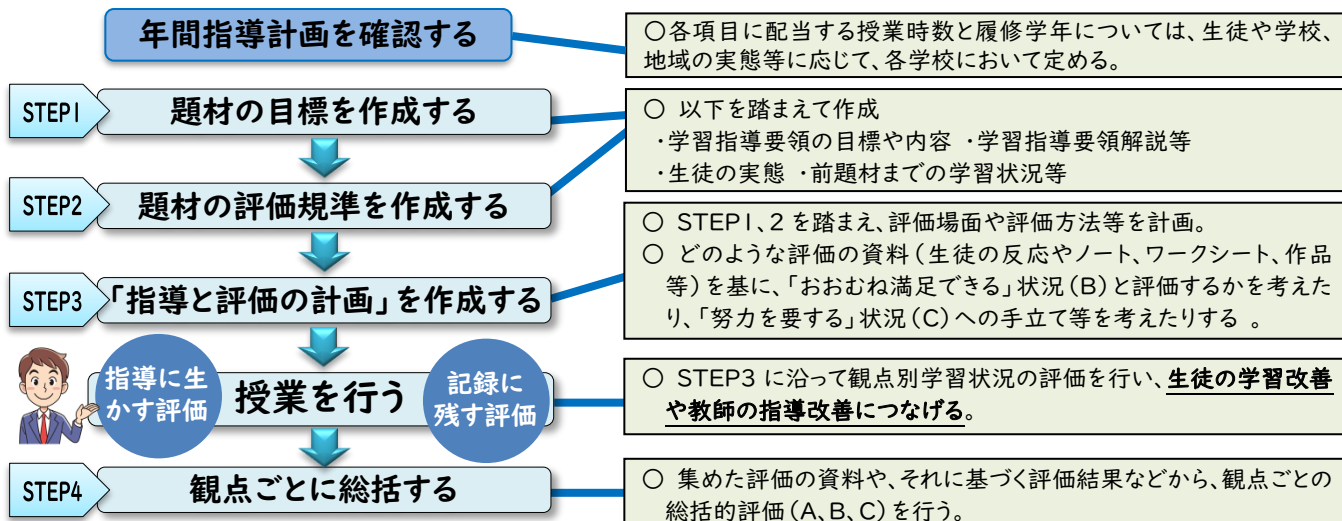 年間指導計画を確認する
○各項目に配当する授業時数と履修学年については、生徒や学校、
地域の実態等に応じて、各学校において定める。
STEP1
題材の目標を作成する
○ 以下を踏まえて作成
・学習指導要領の目標や内容 ・学習指導要領解説等
・生徒の実態 ・前題材までの学習状況等
STEP2
題材の評価規準を作成する
○ STEP1、2を踏まえ、評価場面や評価方法等を計画。
○ どのような評価の資料(生徒の反応やノート、ワークシート、作品
等)を基に、「おおむね満足できる」状況(B)と評価するかを考えた
り、「努力を要する」状況(C)への手立て等を考えたりする 。
STEP3
「指導と評価の計画」を作成する
指導に生
かす評価
授業を行う
記録に
残す評価
○ STEP3に沿って観点別学習状況の評価を行い、生徒の学習改善
や教師の指導改善につなげる。
STEP4
観点ごとに総括する
○ 集めた評価の資料や、それに基づく評価結果などから、観点ごとの
総括的評価(A、B、C)を行う。